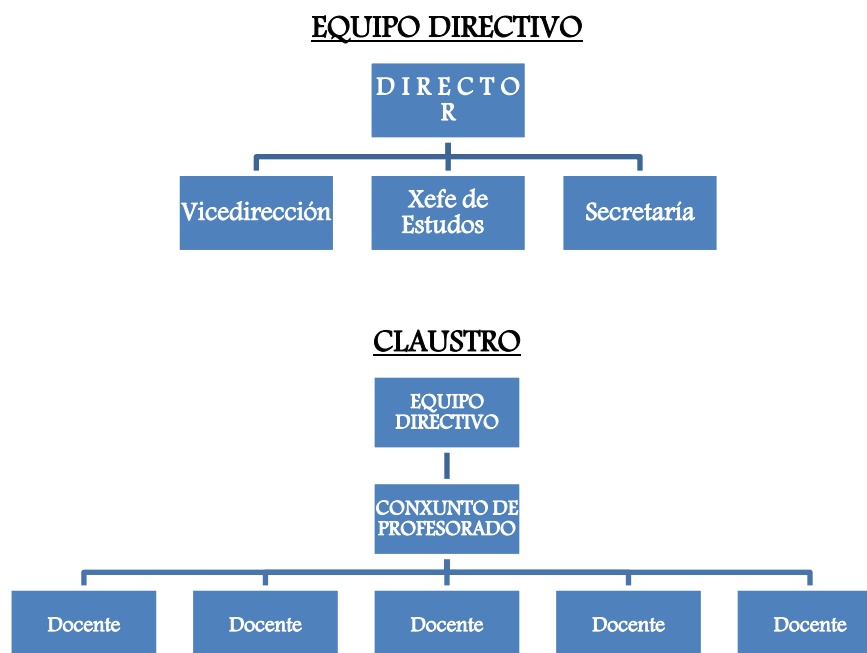 EQUIPO DIRECTIVO
D I R E C T O
R
Vicedirección
Xefe de
Estudos
Secretaría
CLAUSTRO
EQUIPO
DIRECTIVO
CONXUNTO DE
PROFESORADO
Docente
Docente
Docente
Docente
Docente